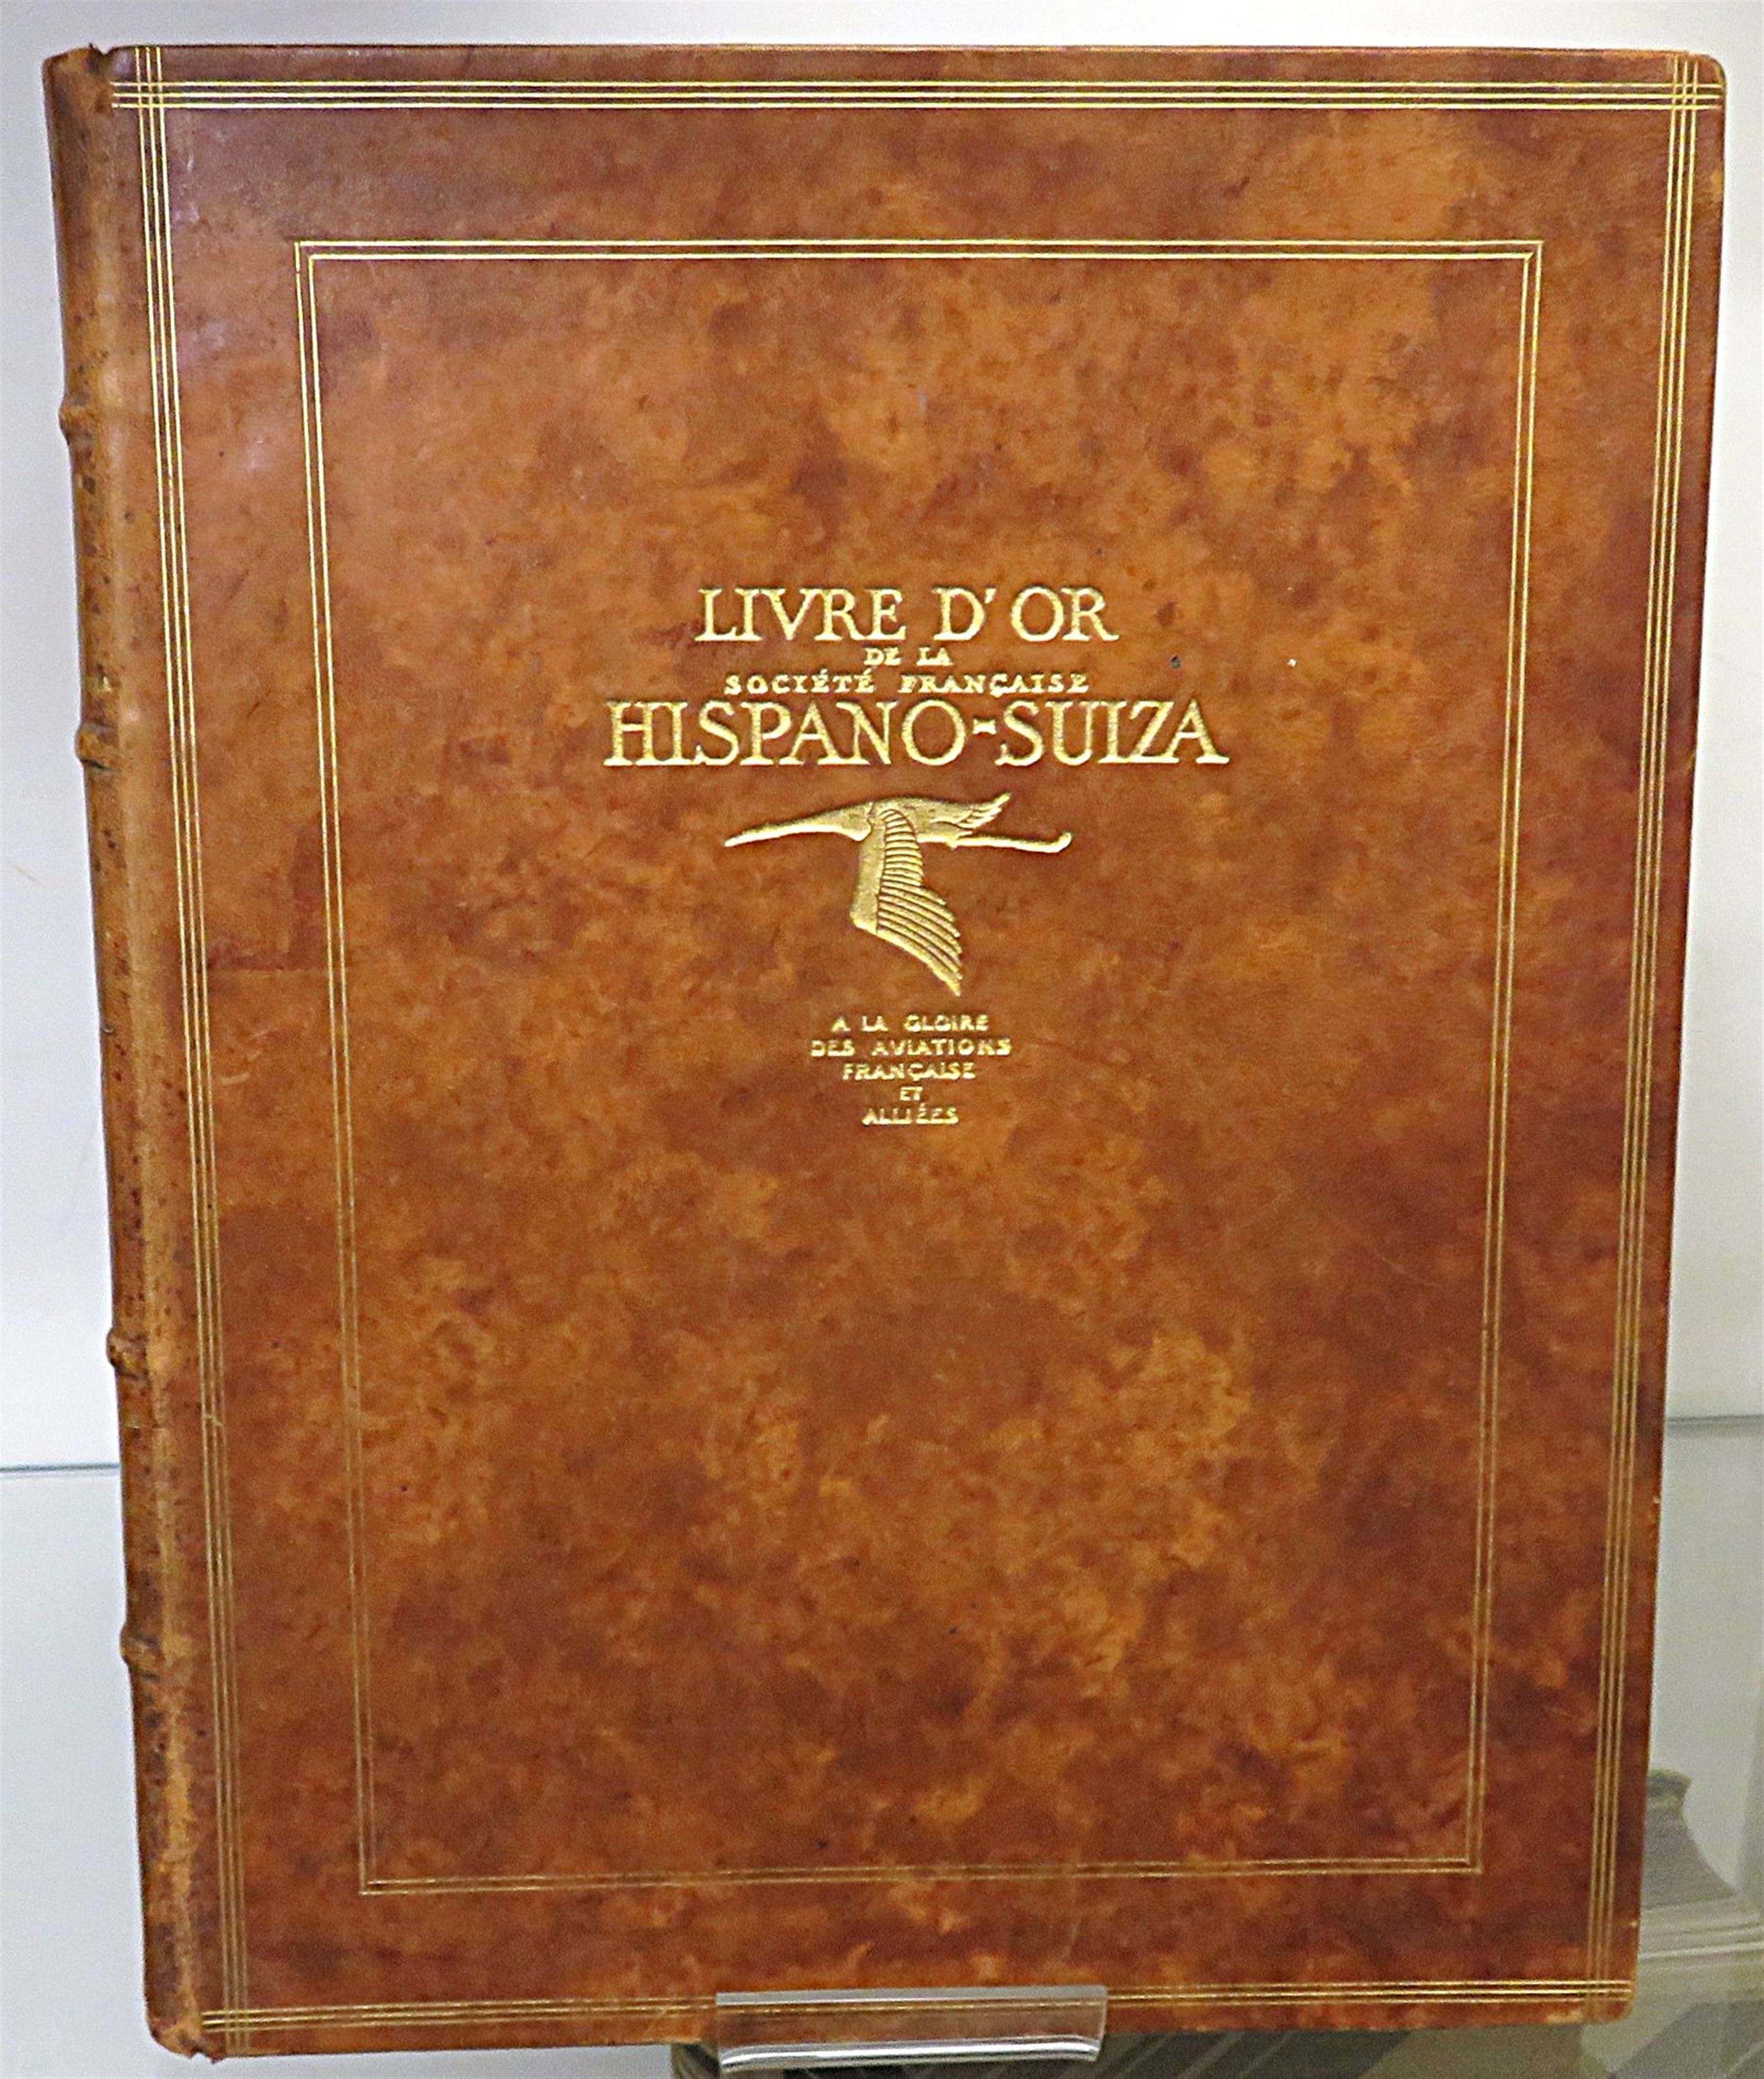 LIVRE D'OR
DE LA
SOCIÉTÉ FRANÇAISE
HISPANO-SUIZA
A LA GLOIRE
DES AVIATIONS
FRANÇAISE
ET
ALLIÉES